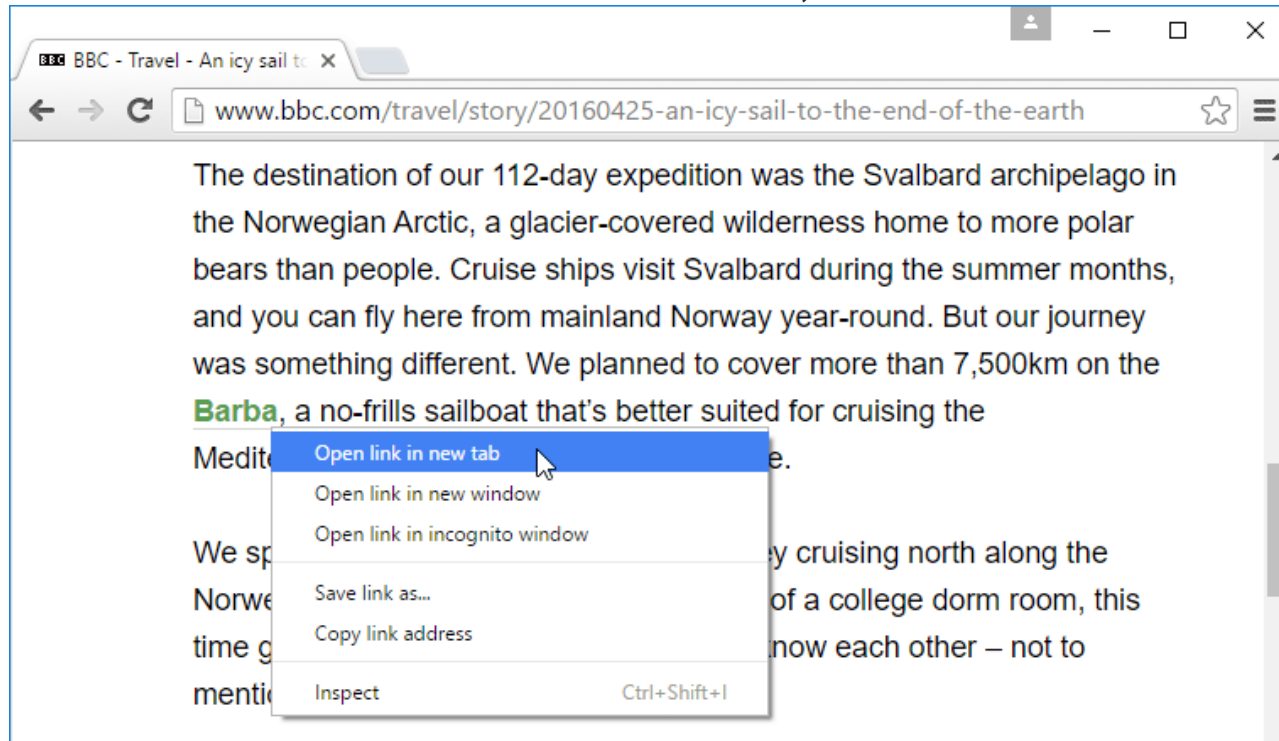 BBC BBC - Travel - An icy sail to
www.bbc.com/travel/story/20160425-an-icy-sail-to-the-end-of-the-earth
The destination of our 112-day expedition was the Svalbard archipelago in
the Norwegian Arctic, a glacier-covered wilderness home to more polar
bears than people. Cruise ships visit Svalbard during the summer months,
and you can fly here from mainland Norway year-round. But our journey
was something different. We planned to cover more than 7,500km on the
Barba, a no-frills sailboat that's better suited for cruising the
Open link in new tab
Open link in new window
Open link in incognito window
Save link as...
Copy link address
Inspect Ctrl+Shift+I
We cruising north along the
of a college dorm room, this
time each other – not to